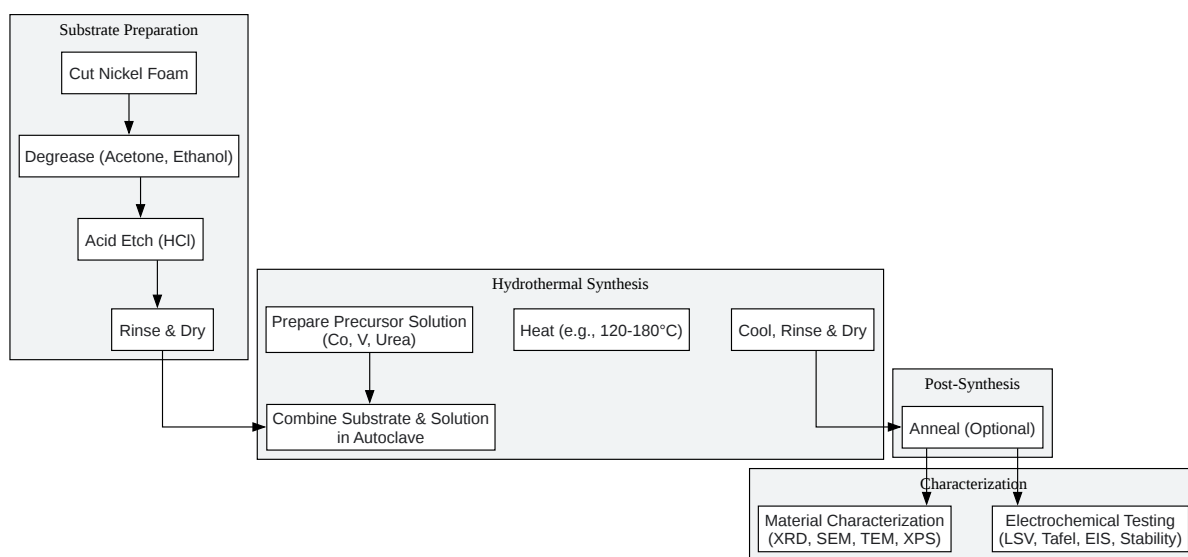 Substrate Preparation
Cut Nickel Foam
Degrease (Acetone, Ethanol)
Acid Etch (HCl)
Rinse & Dry
Hydrothermal Synthesis
Prepare Precursor Solution
(Co, V, Urea)
Heat (e.g., 120-180°C)
Cool, Rinse & Dry
Combine Substrate & Solution
in Autoclave
Post-Synthesis
Anneal (Optional)
Characterization
Material Characterization
(XRD, SEM, TEM, XPS)
Electrochemical Testing
(LSV, Tafel, EIS, Stability)